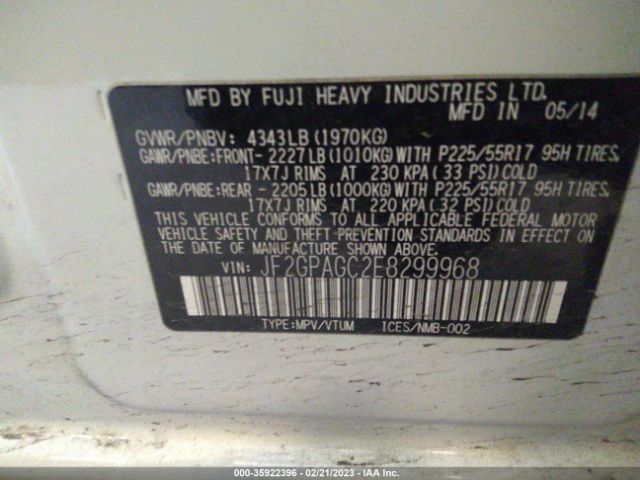 MFD BY FUJI HEAVY INDUSTRIES LTD.
MFD IN 05/14
GVWR/PNBV: 4343LB(1970KG)
GAWR/PNBE:FRONT- 2227LB(1010KG)WITH P225/55R17 95H TIRES,
17X7J RIMS AT 230 KPA(33 PSI)COLD
GAWR/PNBE:REAR - 2205LB(1000KG)WITH P225/55R17 95H TIRES,
17X7J RIMS AT 220 KPA(32 PSI)COLD
THIS VEHICLE CONFORMS TO ALL APPLICABLE FEDERAL MOTOR
VEHICLE SAFETY AND THEFT-PREVENTION STANDARDS IN EFFECT
ON THE DATE OF MANUFACTURE SHOWN ABOVE.
VIN: JF2GPAGC2E8299968
TYPE:MPV/VTUM ICES/NMB-002
000-35922396 - 02/21/2023 - IAA Inc.